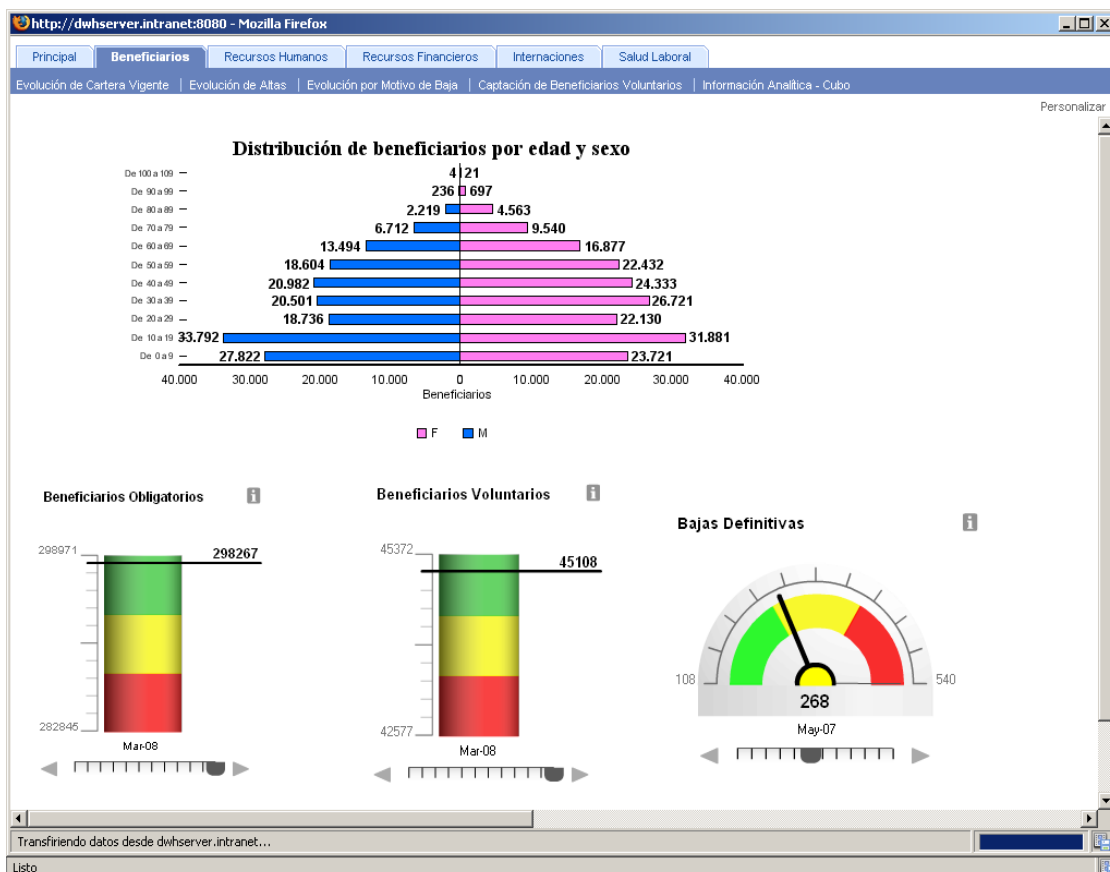 http://dwhserver.intranet:8080 - Mozilla Firefox
Principal Beneficiarios Recursos Humanos Recursos Financieros Internaciones Salud Laboral
Evolución de Cartera Vigente | Evolución de Altas | Evolución por Motivo de Baja | Captación de Beneficiarios Voluntarios | Información Analítica - Cubo
Personalizar
Distribución de beneficiarios por edad y sexo
De 100 a 109 4 21
De 90 a 99 236 697
De 80 a 89 2.219 4.563
De 70 a 79 6.712 9.540
De 60 a 69 13.494 16.877
De 50 a 59 18.604 22.432
De 40 a 49 20.982 24.333
De 30 a 39 20.501 26.721
De 20 a 29 18.736 22.130
De 10 a 19 33.792 31.881
De 0 a 9 27.822 23.721
40.000 30.000 20.000 10.000 0 10.000 20.000 30.000 40.000
Beneficiarios
F M
Beneficiarios Obligatorios
298971
298267
282845
Mar-08
Beneficiarios Voluntarios
45372
45108
42577
Mar-08
Bajas Definitivas
108 540
268
May-07
Transfiriendo datos desde dwhserver.intranet...
Listo